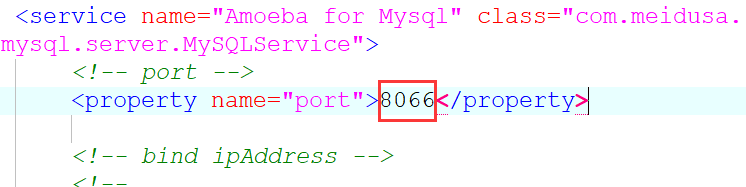 <service name="Amoeba for Mysql" class="com.meidusa.
mysql.server.MySQLService">
<!-- port -->
<property name="port">8066</property>
<!-- bind ipAddress -->
<!--